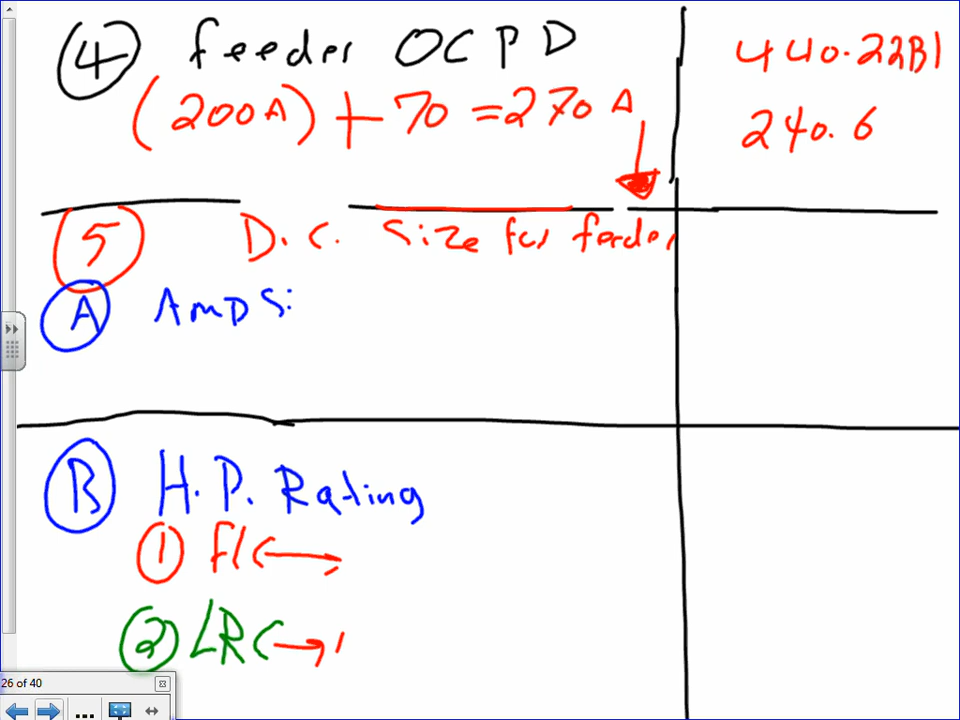 4 feeder OCPD
(200A) + 70 = 270 A
440.22B1
240.6
5 D.C. Size for feeder
A AMPS:
B H.P. Rating
1 FLC →
2 LRC →
26 of 40
...